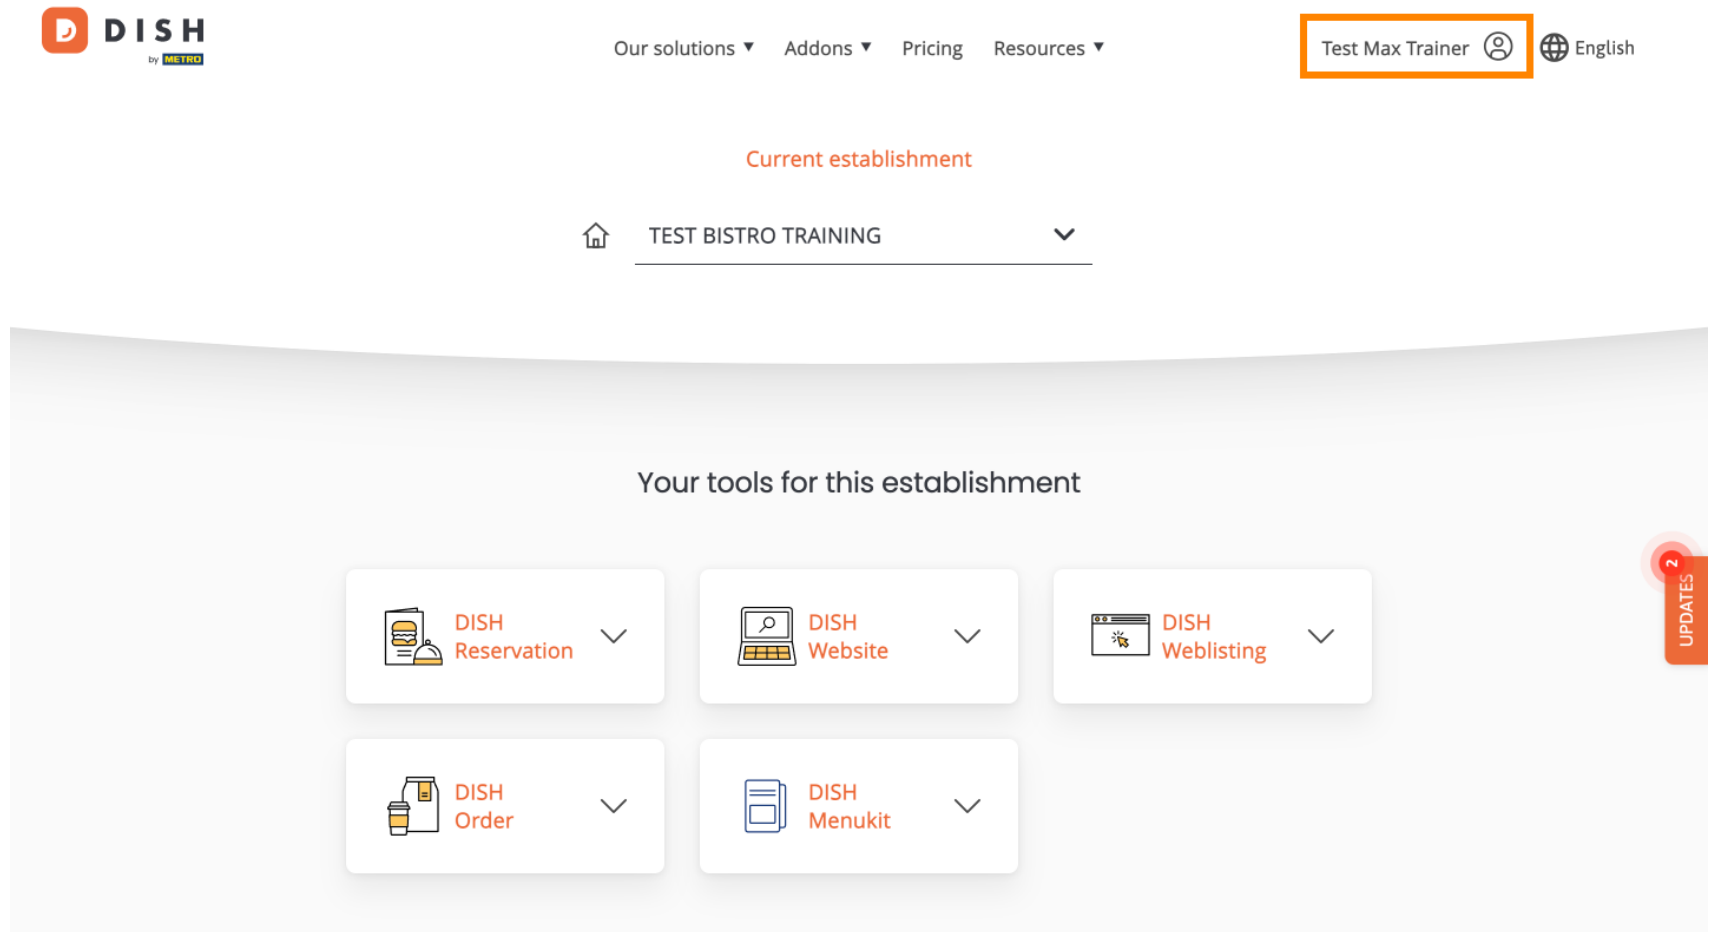 DISH
by METRO
Our solutions ▼ Addons ▼ Pricing Resources ▼
Test Max Trainer
English
Current establishment
TEST BISTRO TRAINING
Your tools for this establishment
DISH
Reservation
DISH
Website
DISH
Weblisting
DISH
Order
DISH
Menukit
2
UPDATES